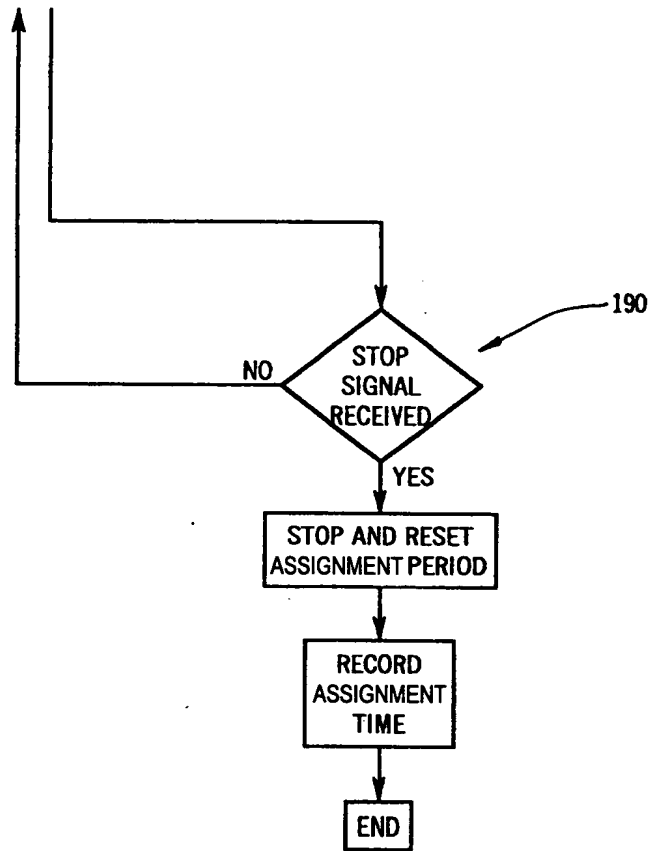 190
STOP
SIGNAL
RECEIVED
NO
YES
STOP AND RESET
ASSIGNMENT PERIOD
RECORD
ASSIGNMENT
TIME
END